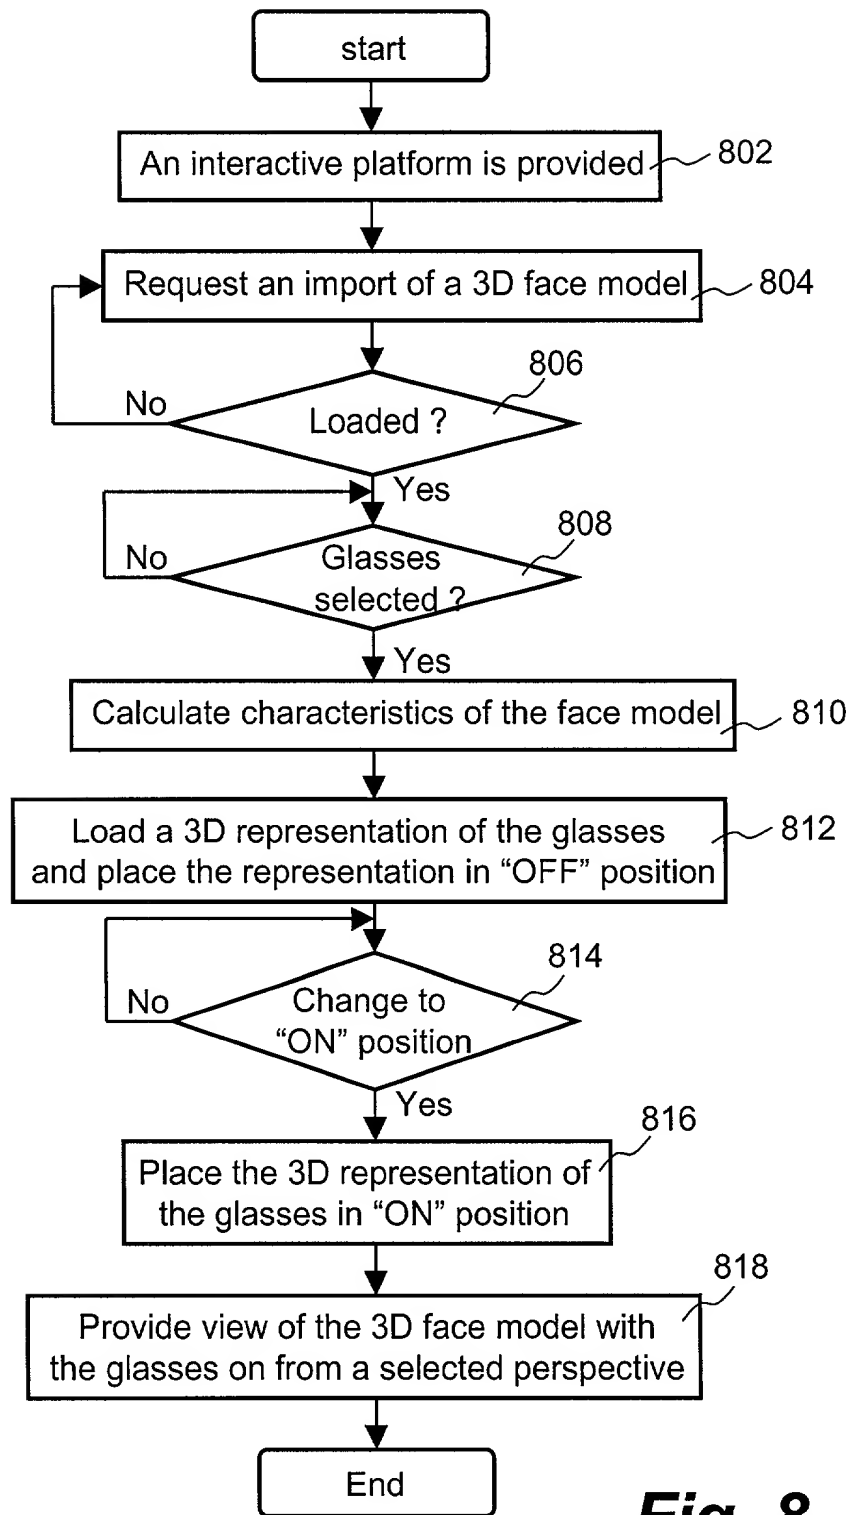 start
An interactive platform is provided
802
Request an import of a 3D face model
804
806
Loaded ?
No
Yes
808
Glasses
selected ?
No
Yes
Calculate characteristics of the face model
810
Load a 3D representation of the glasses
and place the representation in “OFF” position
812
814
Change to
“ON” position
No
Yes
816
Place the 3D representation of
the glasses in “ON” position
818
Provide view of the 3D face model with
the glasses on from a selected perspective
End
Fig. 8